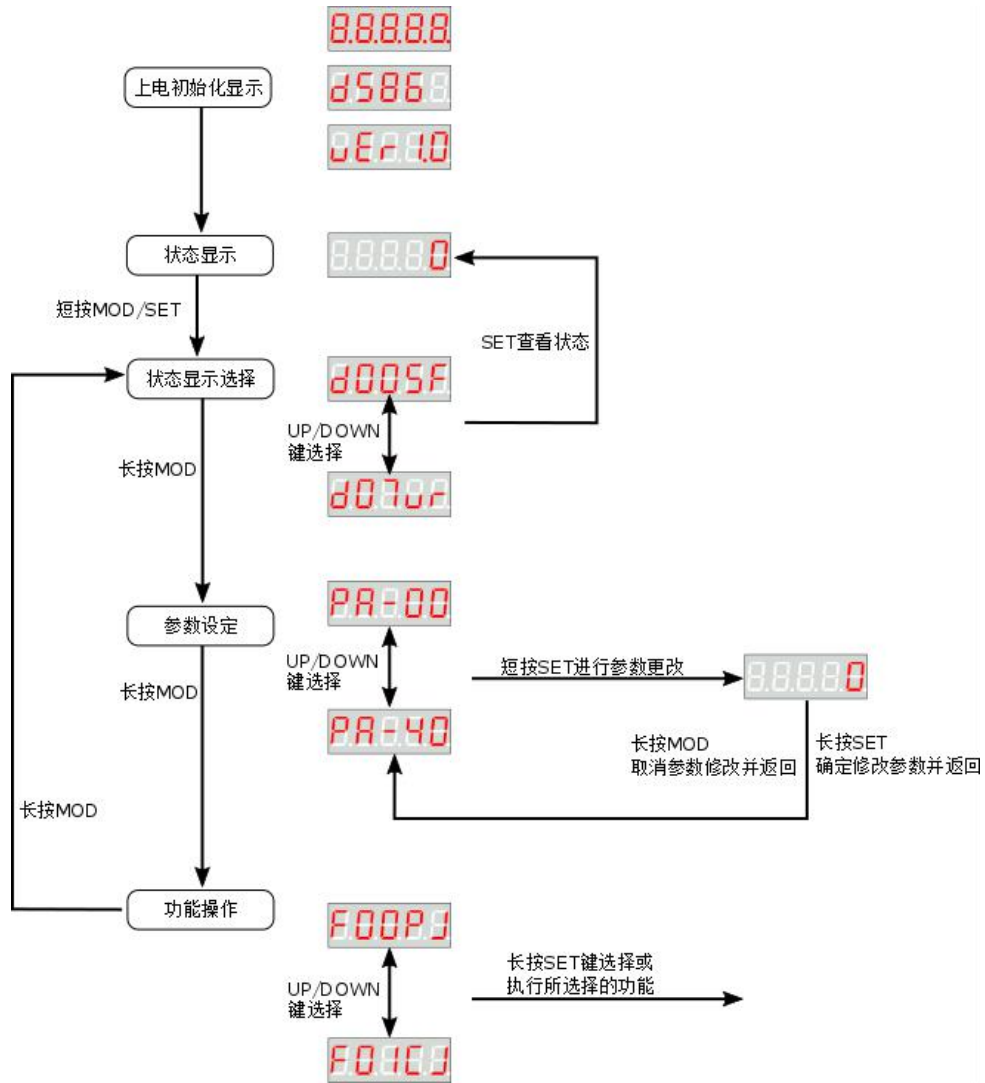 8.8.8.8.8.
上电初始化显示
d586
vEr1.0
状态显示
0
短按MOD/SET
SET查看状态
状态显示选择
d00SF
UP/DOWN
键选择
长按MOD
d07ur
PA-00
参数设定
UP/DOWN
键选择
短按SET进行参数更改
0
长按MOD
PA-40
长按MOD
取消参数修改并返回
长按SET
确定修改参数并返回
长按MOD
功能操作
F00PJ
UP/DOWN
键选择
长按SET键选择或
执行所选择的功能
F01CJ